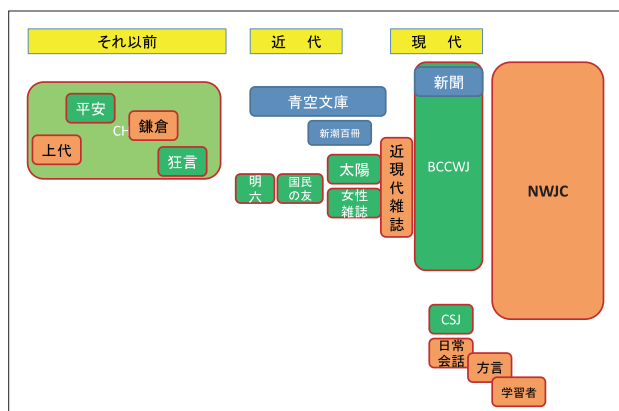 それ以前
近 代
現 代
平安
CH
鎌倉
上代
狂言
青空文庫
新潮百冊
太陽
明
六
国民
の友
女性
雑誌
近
現
代
雑
誌
新聞
BCCWJ
NWJC
CSJ
日常
会話
方言
学習者